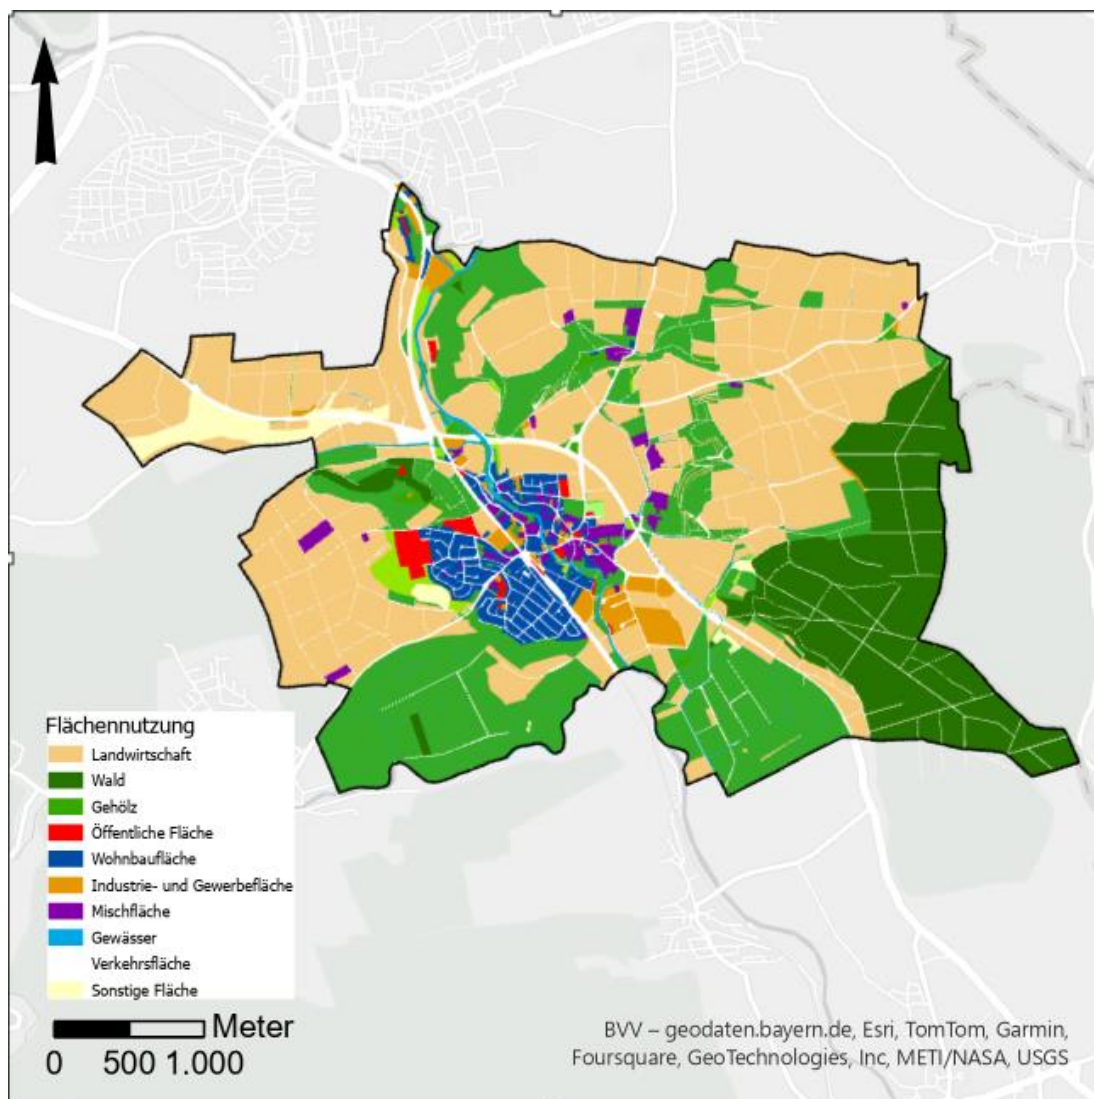 Flächennutzung
Landwirtschaft
Wald
Gehölz
Öffentliche Fläche
Wohnbaufläche
Industrie- und Gewerbefläche
Mischfläche
Gewässer
Verkehrsfläche
Sonstige Fläche
Meter
0 500 1.000
BVV – geodaten.bayern.de, Esri, TomTom, Garmin,
Foursquare, GeoTechnologies, Inc, METI/NASA, USGS